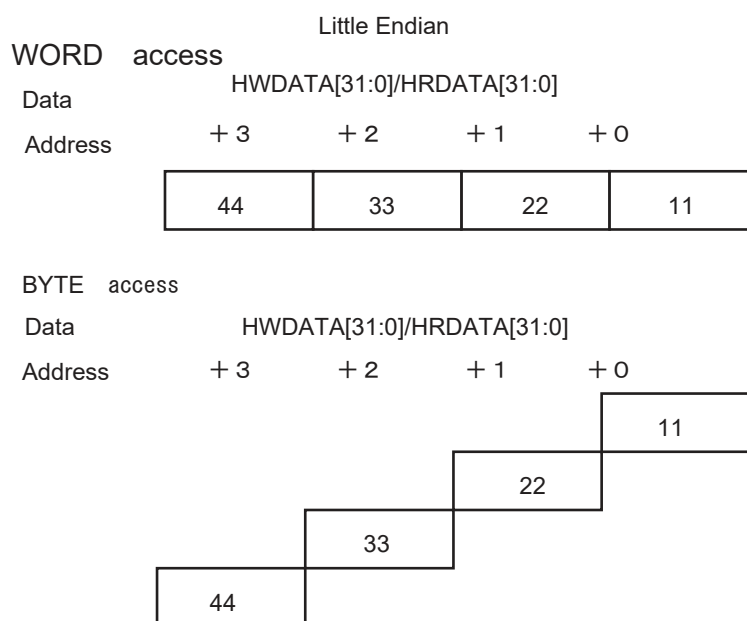 Little Endian
WORD access
Data HWDATA[31:0]/HRDATA[31:0]
Address +3 +2 +1 +0
44 33 22 11
BYTE access
Data HWDATA[31:0]/HRDATA[31:0]
Address +3 +2 +1 +0
11
22
33
44